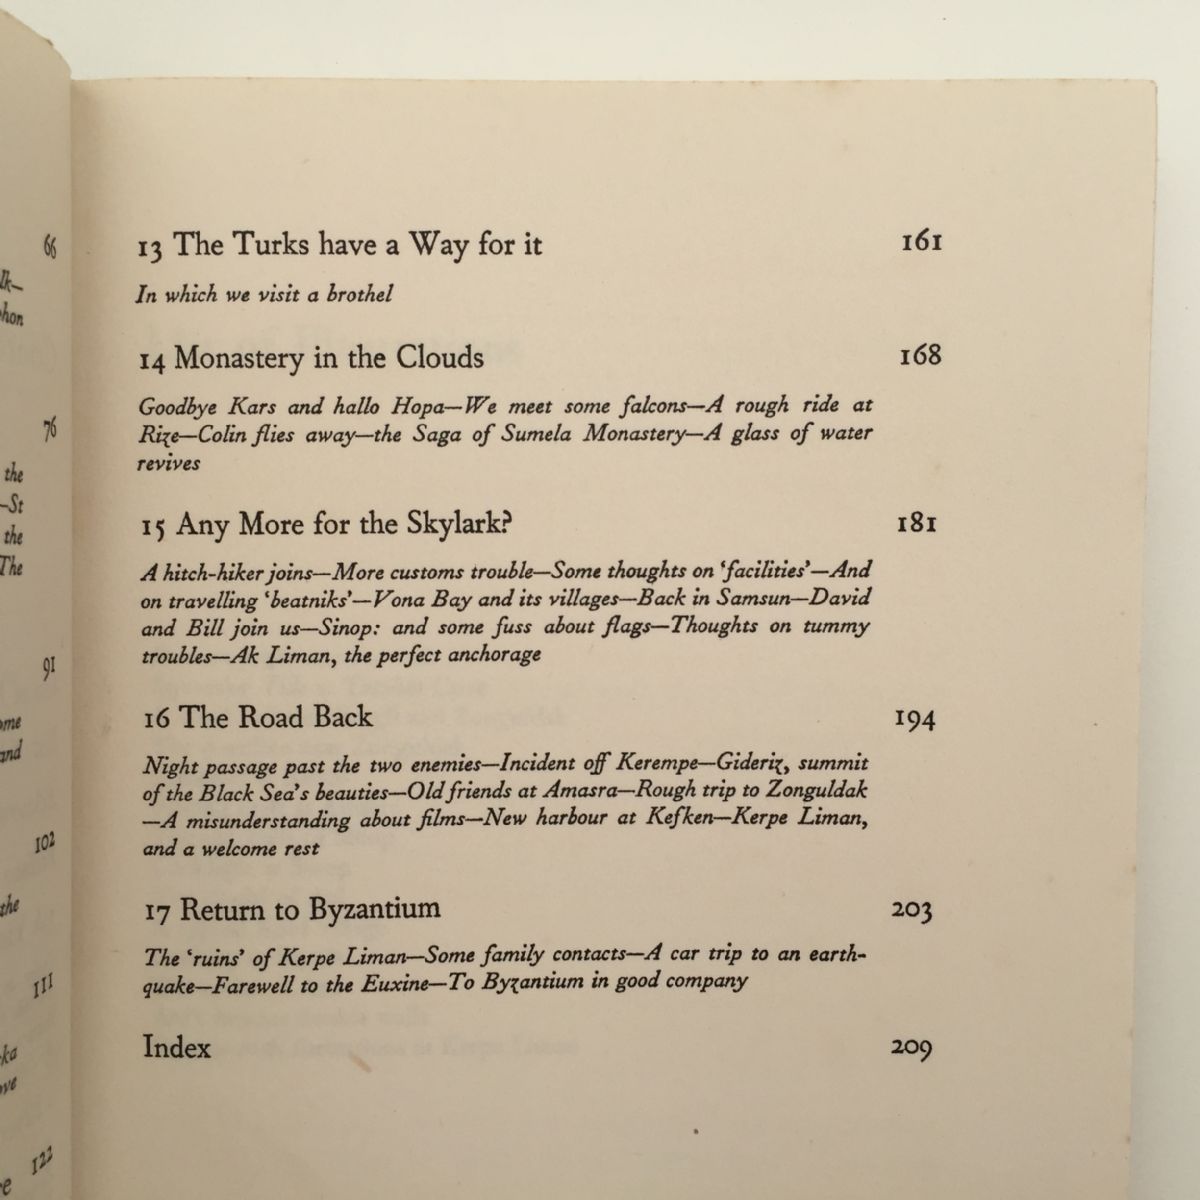 66
76
the
—St
the
The
91
and
102
the
111
122
13 The Turks have a Way for it 161
In which we visit a brothel
14 Monastery in the Clouds 168
Goodbye Kars and hallo Hopa—We meet some falcons—A rough ride at
Rize—Colin flies away—the Saga of Sumela Monastery—A glass of water
revives
15 Any More for the Skylark? 181
A hitch-hiker joins—More customs trouble—Some thoughts on ‘facilities’—And
on travelling ‘beatniks’—Vona Bay and its villages—Back in Samsun—David
and Bill join us—Sinop: and some fuss about flags—Thoughts on tummy
troubles—Ak Liman, the perfect anchorage
16 The Road Back 194
Night passage past the two enemies—Incident off Kerempe—Gideriz, summit
of the Black Sea’s beauties—Old friends at Amasra—Rough trip to Zonguldak
—A misunderstanding about films—New harbour at Kefken—Kerpe Liman,
and a welcome rest
17 Return to Byzantium 203
The ‘ruins’ of Kerpe Liman—Some family contacts—A car trip to an earth-
quake—Farewell to the Euxine—To Byzantium in good company
Index 209